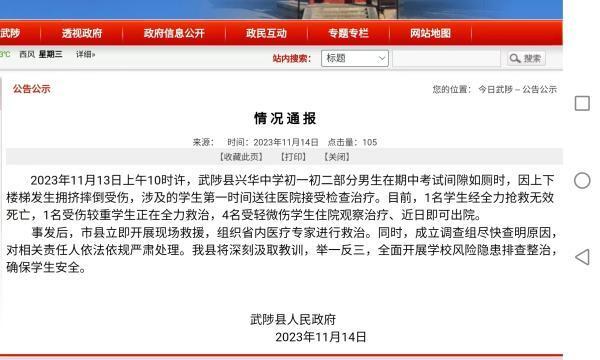 武陟
透视政府
政府信息公开
政民互动
专题专栏
网站地图
3℃ 西风 星期三 详细»
站内搜索： 标题 搜索
公告公示
您的位置： 今日武陟 – 公告公示
情况通报
来源： 时间：2023年11月14日 点击量：105
【收藏此页】 【打印】 【关闭】
2023年11月13日上午10时许，武陟县兴华中学初一初二部分男生在期中考试间隙如厕时，因上下
楼梯发生拥挤摔倒受伤，涉及的学生第一时间送往医院接受检查治疗。目前，1名学生经全力抢救无效
死亡，1名受伤较重学生正在全力救治，4名受轻微伤学生住院观察治疗、近日即可出院。
事发后，市县立即开展现场救援，组织省内医疗专家进行救治。同时，成立调查组尽快查明原因，
对相关责任人依法依规严肃处理。我县将深刻汲取教训，举一反三，全面开展学校风险隐患排查整治，
确保学生安全。
武陟县人民政府
2023年11月14日